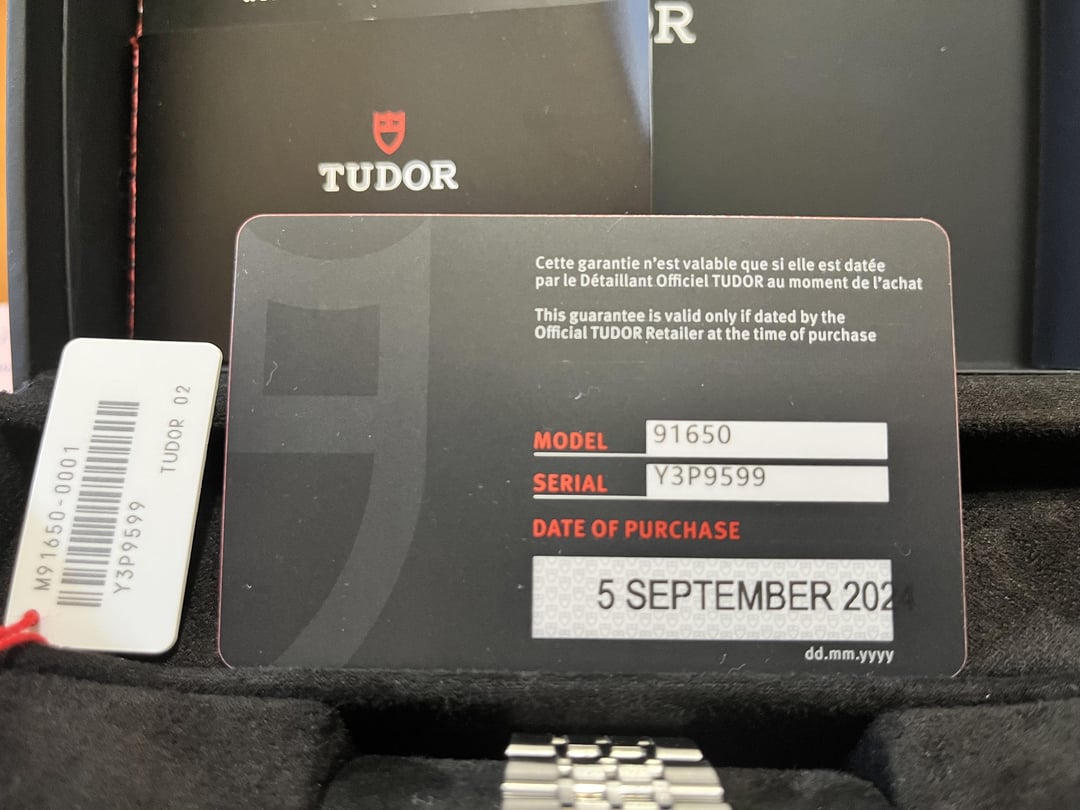 DR
TUDOR
Cette garantie n'est valable que si elle est datée
par le Détaillant Officiel TUDOR au moment de l'achat
This guarantee is valid only if dated by the
Official TUDOR Retailer at the time of purchase
MODEL 91650
SERIAL Y3P9599
DATE OF PURCHASE
5 SEPTEMBER 2024
dd.mm.yyyy
M91650-0001
Y3P9599
TUDOR 02